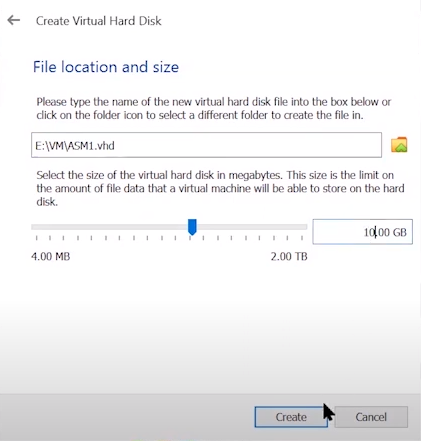 Create Virtual Hard Disk
File location and size
Please type the name of the new virtual hard disk file into the box below or
click on the folder icon to select a different folder to create the file in.
E:\VM\ASM1.vhd
Select the size of the virtual hard disk in megabytes. This size is the limit on
the amount of file data that a virtual machine will be able to store on the hard
disk.
10.00 GB
4.00 MB
2.00 TB
Create
Cancel